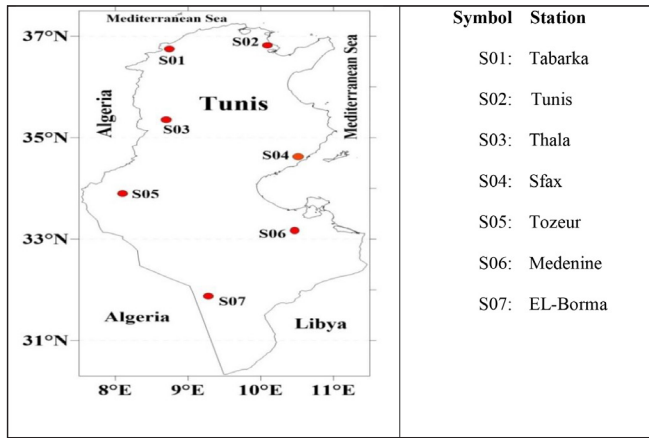 Mediterranean Sea
37°N
S01
S02
Mediterranean Sea
Algeria
Tunis
S03
35°N
S04
S05
33°N
S06
S07
Algeria
Libya
31°N
8°E 9°E 10°E 11°E
Symbol Station
S01: Tabarka
S02: Tunis
S03: Thala
S04: Sfax
S05: Tozeur
S06: Medenine
S07: EL-Borma